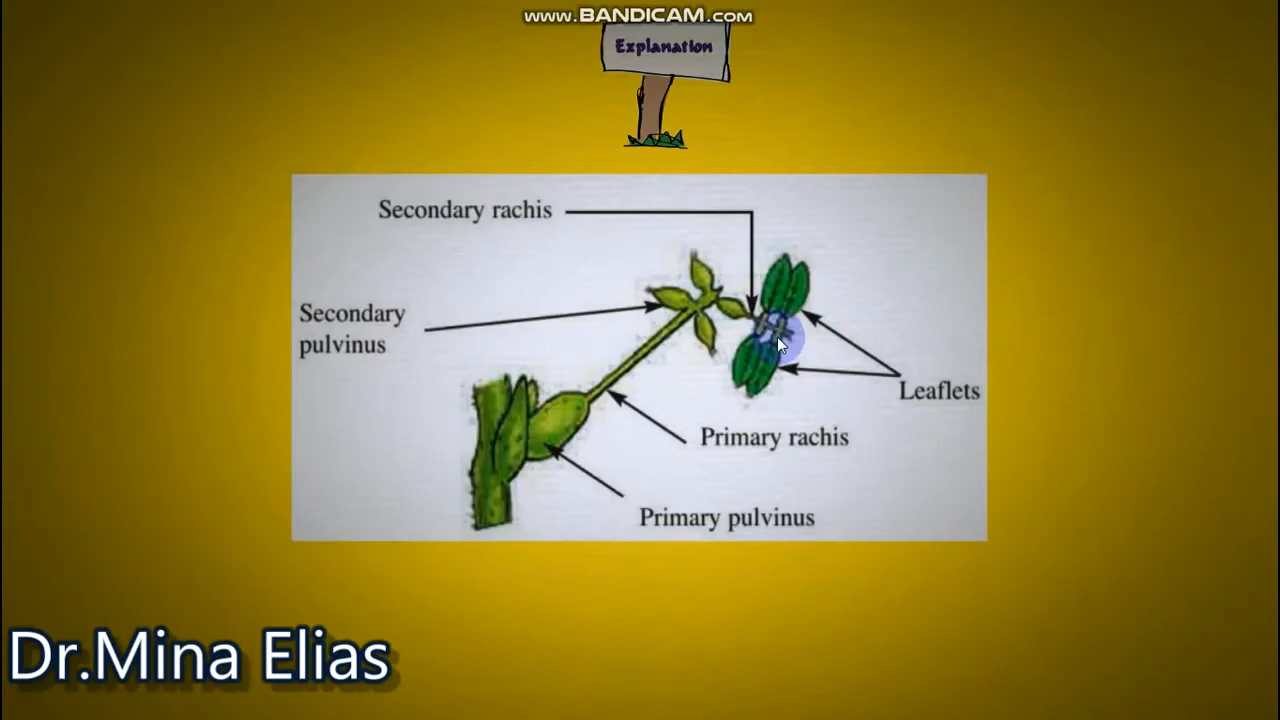 www.BANDICAM.com
Explanation
Secondary rachis
Secondary
pulvinus
Leaflets
Primary rachis
Primary pulvinus
Dr.Mina Elias